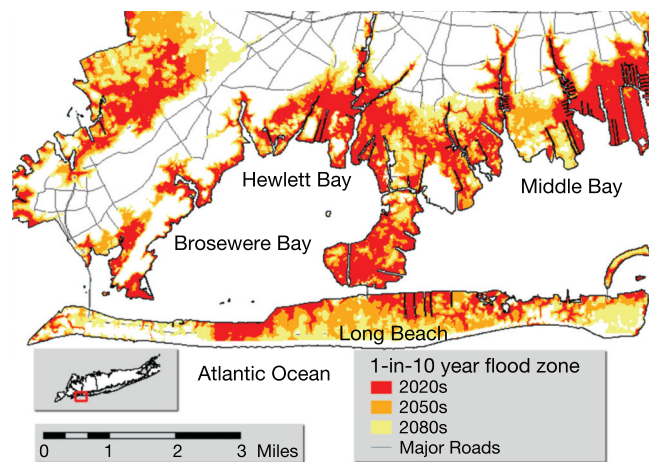 Hewlett Bay
Middle Bay
Brosewere Bay
Long Beach
Atlantic Ocean
1-in-10 year flood zone
2020s
2050s
2080s
Major Roads
0 1 2 3 Miles